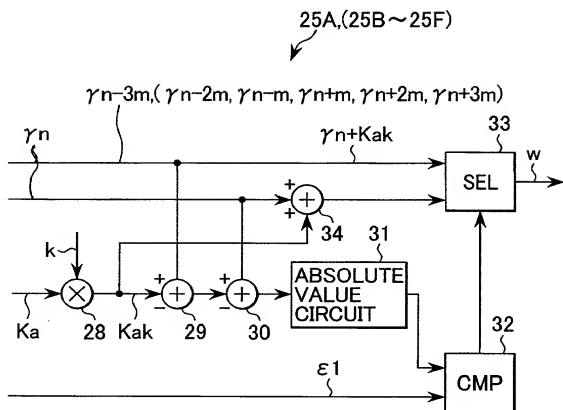 25A,(25B～25F)
γn-3m,( γn-2m, γn-m, γn+m, γn+2m, γn+3m)
γn
γn+Kak
33
SEL
w
+
+
+
34
k
31
ABSOLUTE
VALUE
CIRCUIT
×
+
-
+
+
-
+
Ka
28
Kak
29
30
32
CMP
ε1